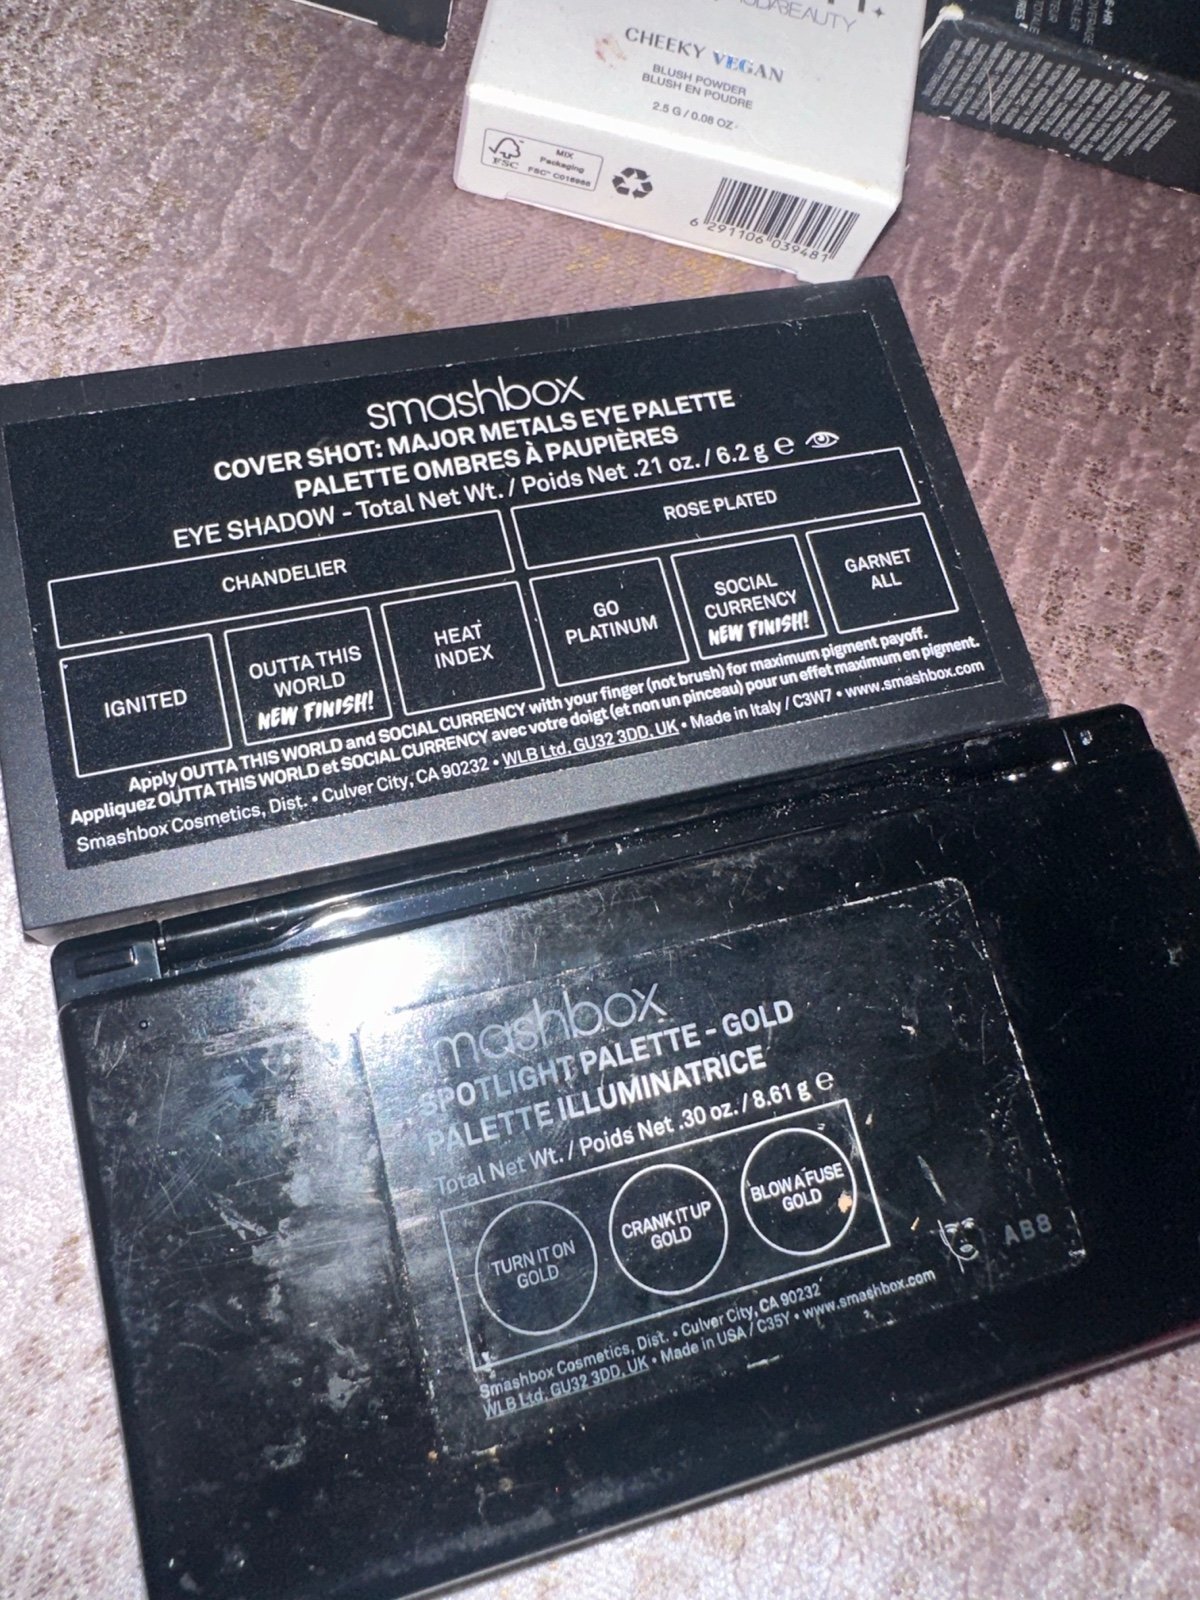 CHEEKY VEGAN
BLUSH POWDER
BLUSH EN POUDRE
2.5 G / 0.08 OZ
FSC
MIX
Packaging
FSC™ C016988
6 291106 039481
smashbox
COVER SHOT: MAJOR METALS EYE PALETTE
PALETTE OMBRES À PAUPIÈRES
EYE SHADOW - Total Net Wt. / Poids Net .21 oz. / 6.2 g ℮
CHANDELIER
ROSE PLATED
IGNITED
OUTTA THIS
WORLD
NEW FINISH!
HEAT
INDEX
GO
PLATINUM
SOCIAL
CURRENCY
NEW FINISH!
GARNET
ALL
Apply OUTTA THIS WORLD and SOCIAL CURRENCY with your finger (not brush) for maximum pigment payoff.
Appliquez OUTTA THIS WORLD et SOCIAL CURRENCY avec votre doigt (et non un pinceau) pour un effet maximum en pigment.
Smashbox Cosmetics, Dist. • Culver City, CA 90232 • WLB Ltd. GU32 3DD, UK • Made in Italy / C3W7 • www.smashbox.com
smashbox
SPOTLIGHT PALETTE - GOLD
PALETTE ILLUMINATRICE
Total Net Wt. / Poids Net .30 oz. / 8.61 g ℮
TURN IT ON
GOLD
CRANK IT UP
GOLD
BLOW A FUSE
GOLD
AB8
Smashbox Cosmetics, Dist. • Culver City, CA 90232
WLB Ltd. GU32 3DD, UK • Made in USA / C35Y • www.smashbox.com